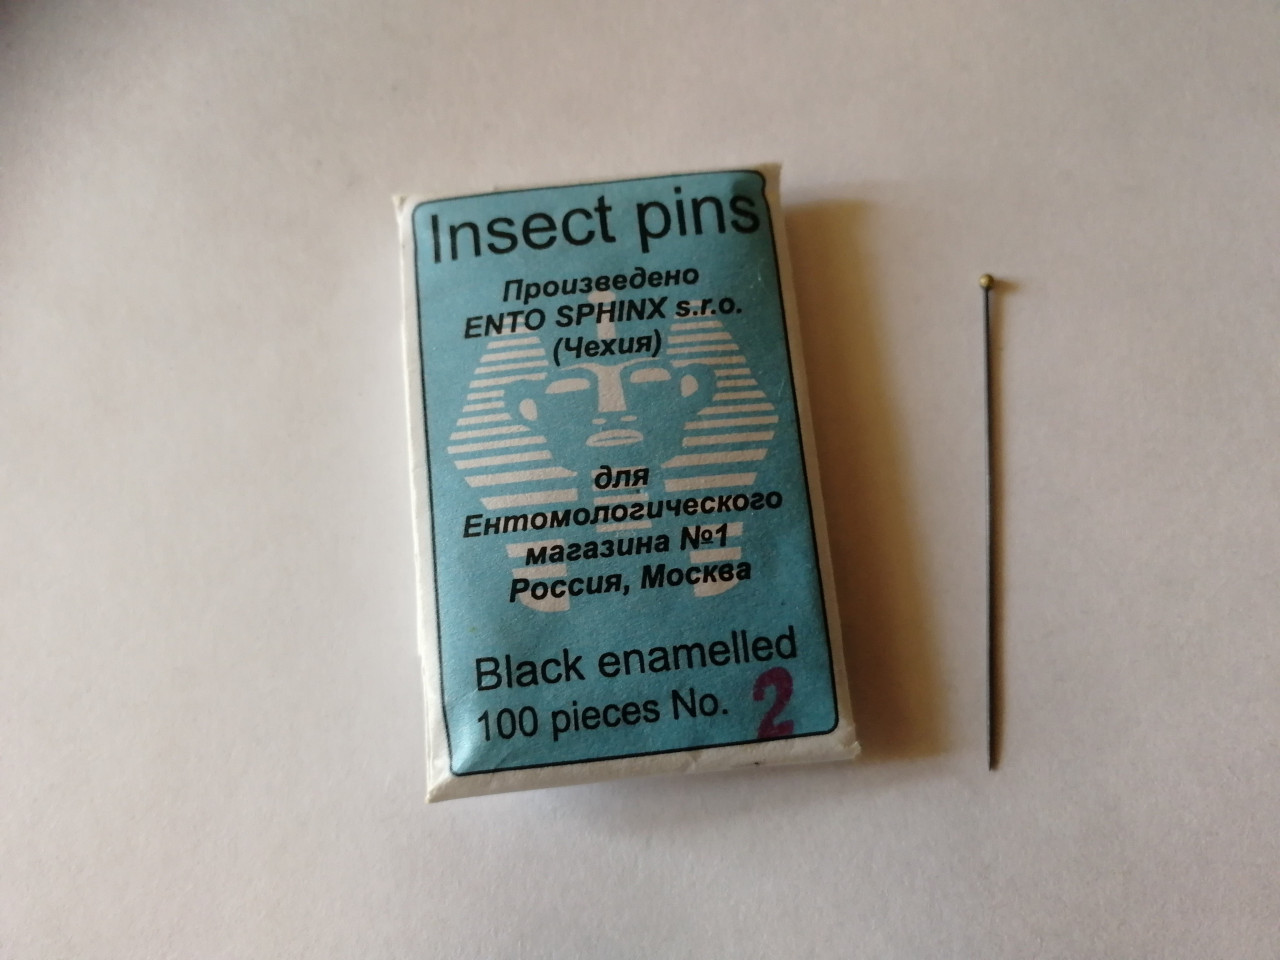 Insect pins
Произведено
ENTO SPHINX s.r.o.
(Чехия)
для
Ентомологического
магазина №1
Россия, Москва
Black enamelled
100 pieces No. 2